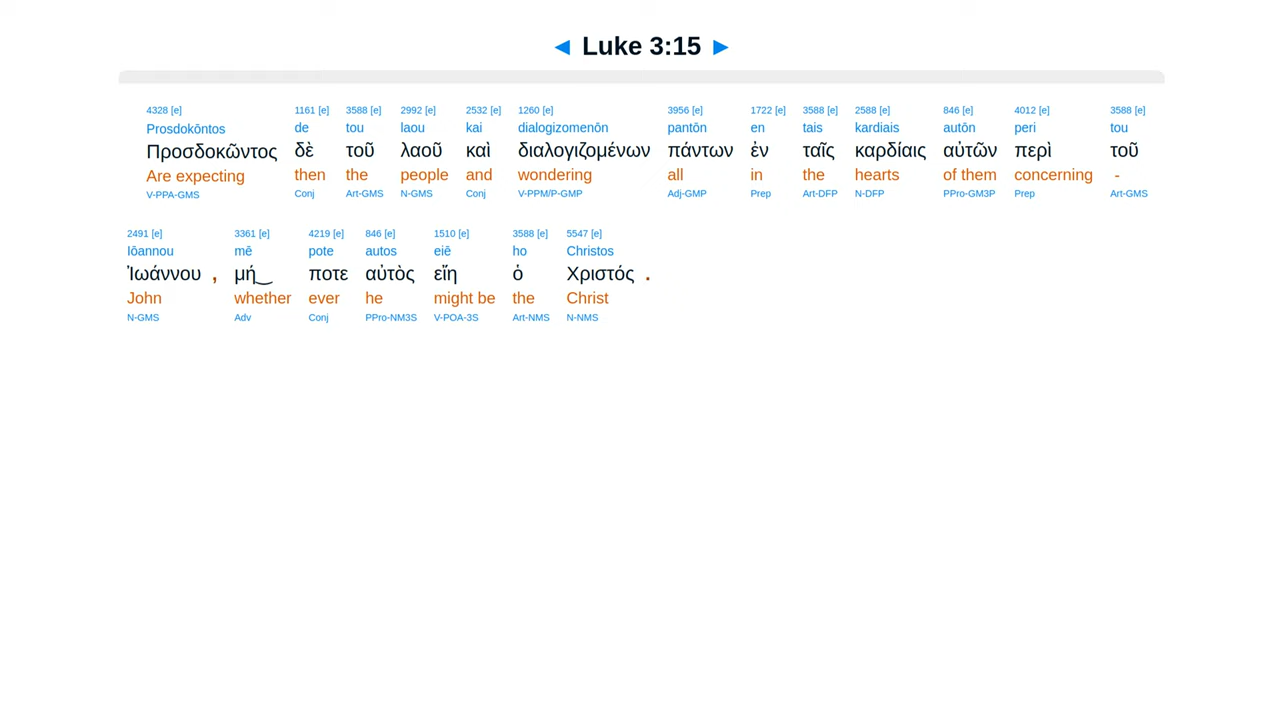 ◄ Luke 3:15 ►
4328 [e] 1161 [e] 3588 [e] 2992 [e] 2532 [e] 1260 [e] 3956 [e] 1722 [e] 3588 [e] 2588 [e] 846 [e] 4012 [e] 3588 [e]
Prosdokōntos de tou laou kai dialogizomenōn pantōn en tais kardiais autōn peri tou
Προσδοκῶντος δὲ τοῦ λαοῦ καὶ διαλογιζομένων πάντων ἐν ταῖς καρδίαις αὐτῶν περὶ τοῦ
Are expecting then the people and wondering all in the hearts of them concerning -
V-PPA-GMS Conj Art-GMS N-GMS Conj V-PPM/P-GMP Adj-GMP Prep Art-DFP N-DFP PPro-GM3P Prep Art-GMS
2491 [e] 3361 [e] 4219 [e] 846 [e] 1510 [e] 3588 [e] 5547 [e]
Iōannou mē pote autos eiē ho Christos
Ἰωάννου , μή‿ ποτε αὐτὸς εἴη ὁ Χριστός .
John whether ever he might be the Christ
N-GMS Adv Conj PPro-NM3S V-POA-3S Art-NMS N-NMS